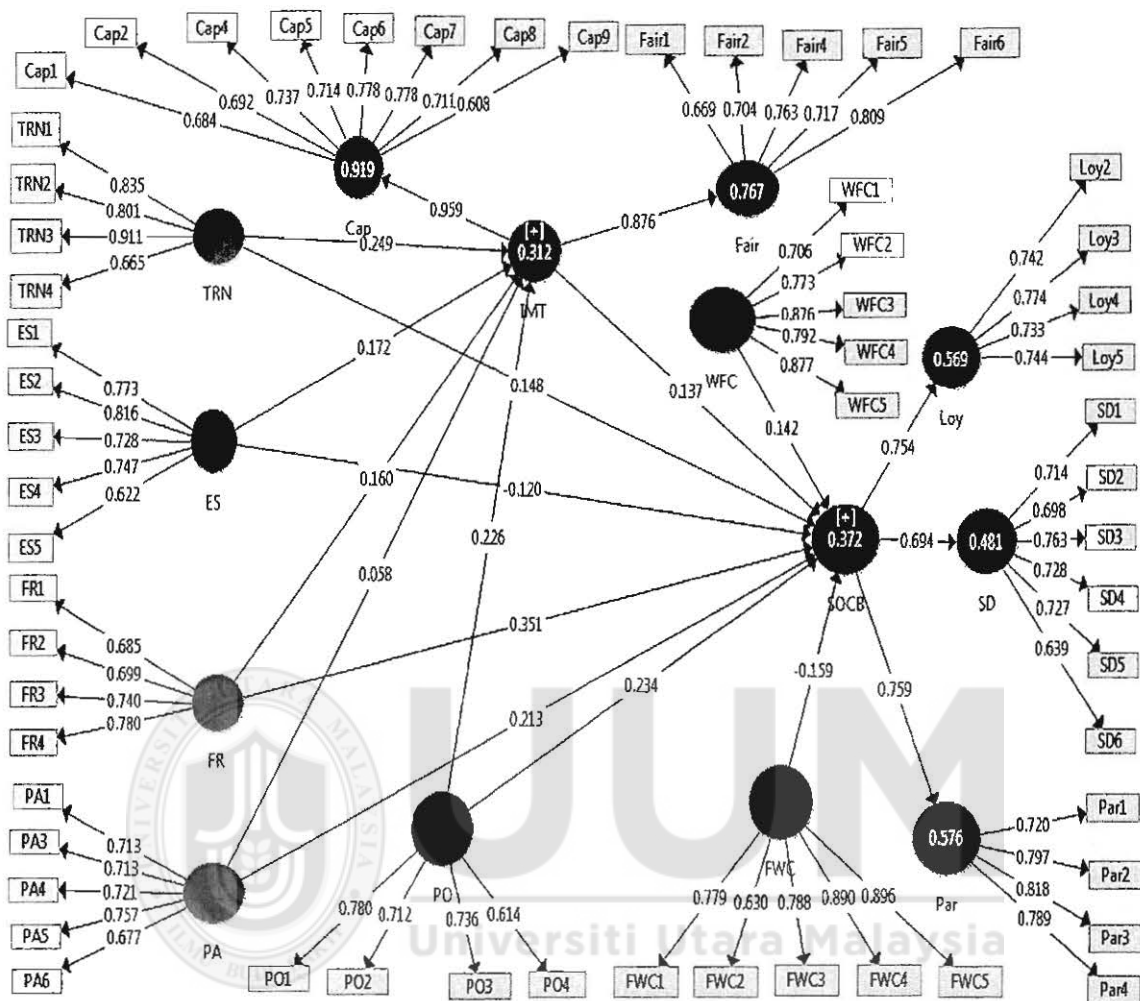 Cap1
Cap2
Cap4
Cap5
Cap6
Cap7
Cap8
Cap9
0.684
0.692
0.737
0.714
0.778
0.778
0.711
0.608
0.919
Cap
Fair1
Fair2
Fair4
Fair5
Fair6
0.669
0.704
0.763
0.717
0.809
0.767
Fair
TRN1
TRN2
TRN3
TRN4
0.835
0.801
0.911
0.665
TRN
0.959
0.249
0.876
[+]
0.312
IMT
WFC1
WFC2
WFC3
WFC4
WFC5
0.706
0.773
0.876
0.792
0.877
WFC
Loy2
Loy3
Loy4
Loy5
0.742
0.774
0.733
0.744
0.569
Loy
ES1
ES2
ES3
ES4
ES5
0.773
0.816
0.728
0.747
0.622
ES
0.172
0.148
0.137
0.142
0.754
0.160
-0.120
0.226
0.058
[+]
0.372
SOCB
0.694
0.481
SD
SD1
SD2
SD3
SD4
SD5
SD6
0.714
0.698
0.763
0.728
0.727
0.639
FR1
FR2
FR3
FR4
0.685
0.699
0.740
0.780
FR
0.351
0.234
0.213
-0.159
0.759
PA1
PA3
PA4
PA5
PA6
0.713
0.713
0.721
0.757
0.677
PA
PO
0.780
0.712
0.736
0.614
PO1
PO2
PO3
PO4
FWC
0.779
0.630
0.788
0.890
0.896
FWC1
FWC2
FWC3
FWC4
FWC5
0.576
Par
0.720
0.797
0.818
0.789
Par1
Par2
Par3
Par4
UUM
Universiti Utara Malaysia